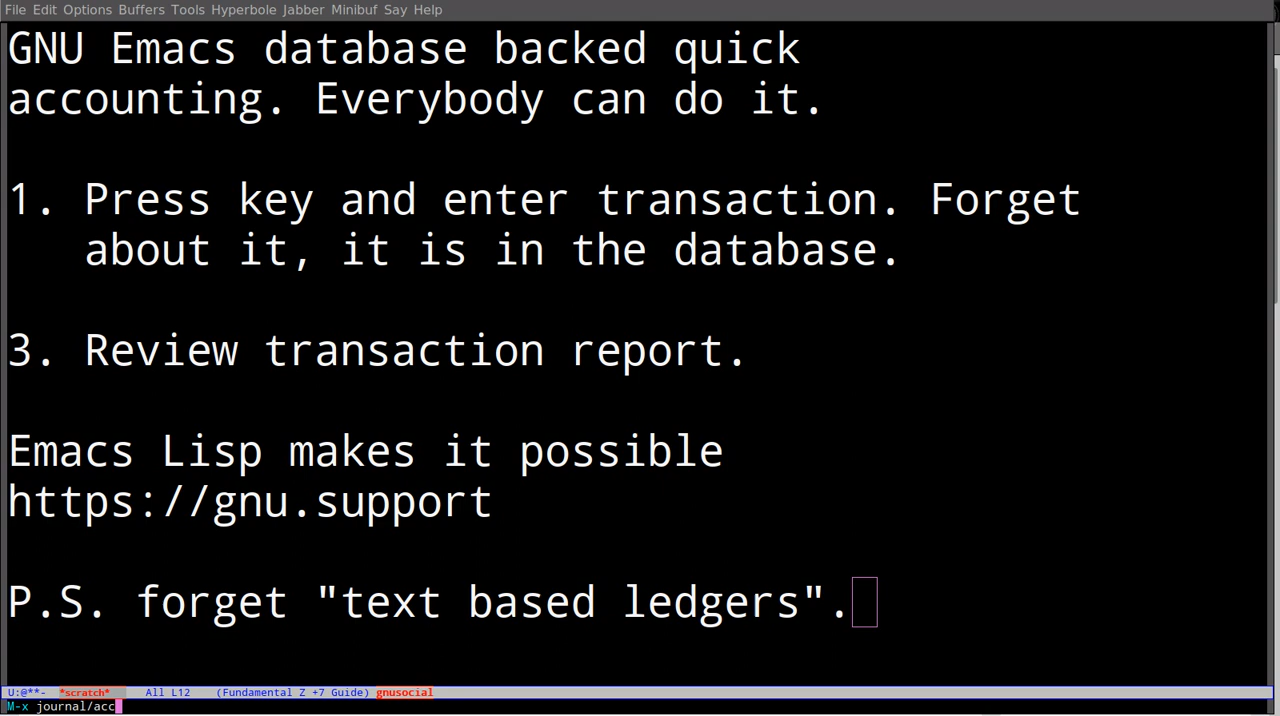 File Edit Options Buffers Tools Hyperbole Jabber Minibuf Say Help
GNU Emacs database backed quick
accounting. Everybody can do it.
1. Press key and enter transaction. Forget
about it, it is in the database.
3. Review transaction report.
Emacs Lisp makes it possible
https://gnu.support
P.S. forget "text based ledgers".
U:@**- *scratch* All L12 (Fundamental Z +7 Guide) gnusocial
M-x journal/acc